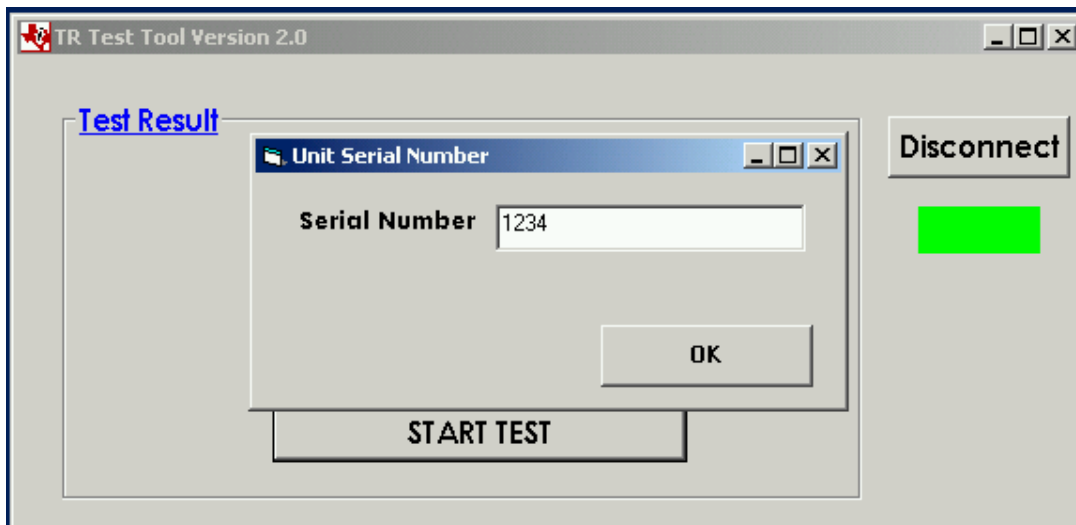 TR Test Tool Version 2.0
Test Result
Unit Serial Number
Disconnect
Serial Number 1234
OK
START TEST